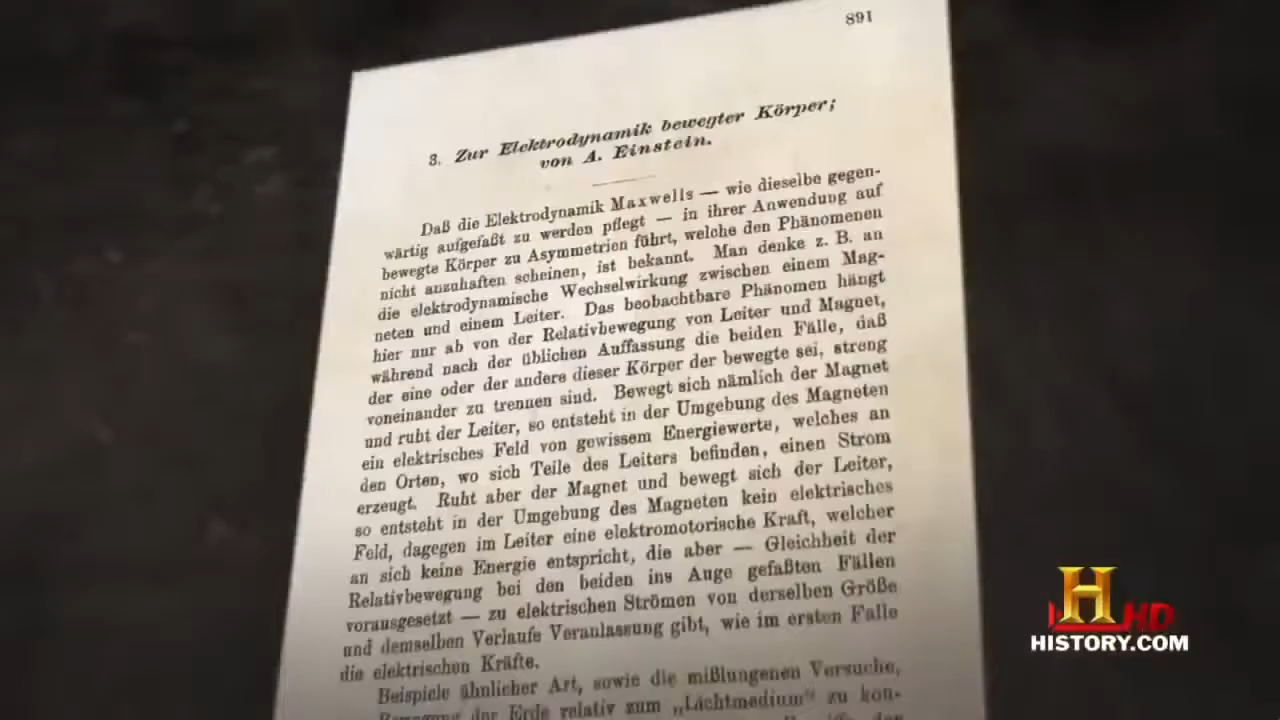 891
3. Zur Elektrodynamik bewegter Körper;
von A. Einstein.
Daß die Elektrodynamik Maxwells — wie dieselbe gegen-
wärtig aufgefaßt zu werden pflegt — in ihrer Anwendung auf
bewegte Körper zu Asymmetrien führt, welche den Phänomenen
nicht anzuhaften scheinen, ist bekannt. Man denke z. B. an
die elektrodynamische Wechselwirkung zwischen einem Mag-
neten und einem Leiter. Das beobachtbare Phänomen hängt
hier nur ab von der Relativbewegung von Leiter und Magnet,
während nach der üblichen Auffassung die beiden Fälle, daß
der eine oder der andere dieser Körper der bewegte sei, streng
voneinander zu trennen sind. Bewegt sich nämlich der Magnet
und ruht der Leiter, so entsteht in der Umgebung des Magneten
ein elektrisches Feld von gewissem Energiewerte, welches an
den Orten, wo sich Teile des Leiters befinden, einen Strom
erzeugt. Ruht aber der Magnet und bewegt sich der Leiter,
so entsteht in der Umgebung des Magneten kein elektrisches
Feld, dagegen im Leiter eine elektromotorische Kraft, welcher
an sich keine Energie entspricht, die aber — Gleichheit der
Relativbewegung bei den beiden ins Auge gefaßten Fällen
vorausgesetzt — zu elektrischen Strömen von derselben Größe
und demselben Verlaufe Veranlassung gibt, wie im ersten Falle
die elektrischen Kräfte.
Beispiele ähnlicher Art, sowie die mißlungenen Versuche,
Bewegung der Erde relativ zum „Lichtmedium“ zu kon-
H
HD
HISTORY.COM